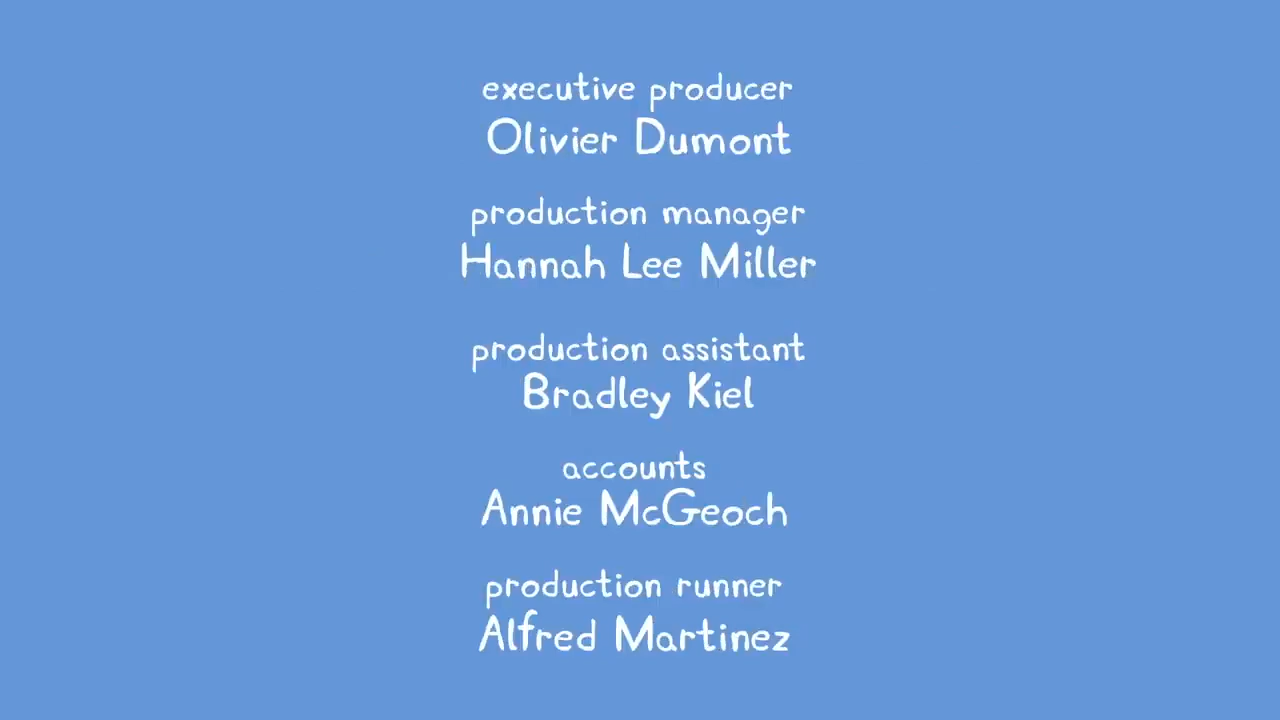 executive producer
Olivier Dumont
production manager
Hannah Lee Miller
production assistant
Bradley Kiel
accounts
Annie McGeoch
production runner
Alfred Martinez